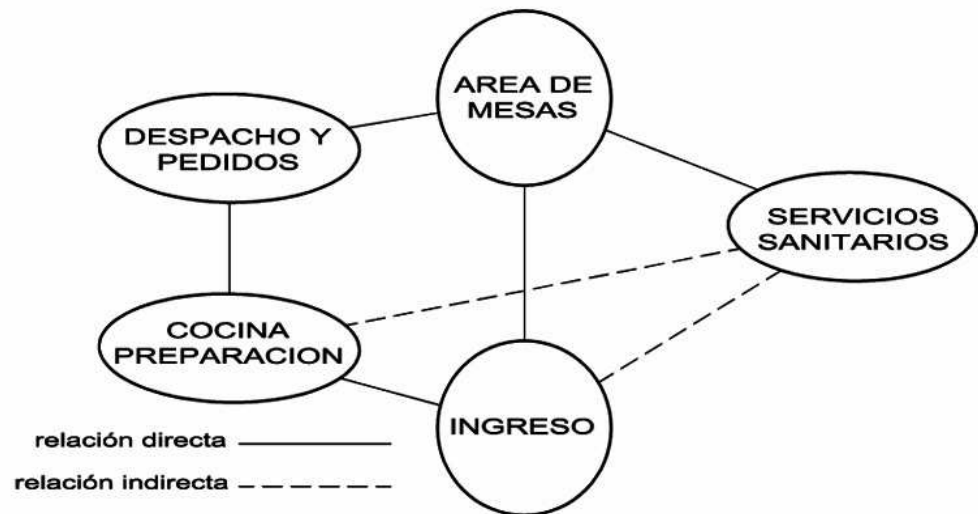 AREA DE
MESAS
DESPACHO Y
PEDIDOS
SERVICIOS
SANITARIOS
COCINA
PREPARACION
INGRESO
relación directa
relación indirecta